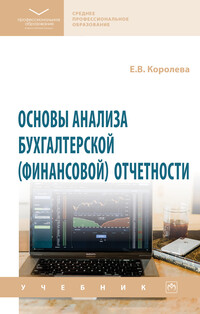 СРЕДНЕЕ
ПРОФЕССИОНАЛЬНОЕ
ОБРАЗОВАНИЕ
Е.В. Королева
ОСНОВЫ АНАЛИЗА
БУХГАЛТЕРСКОЙ
(ФИНАНСОВОЙ) ОТЧЕТНОСТИ
УЧЕБНИК